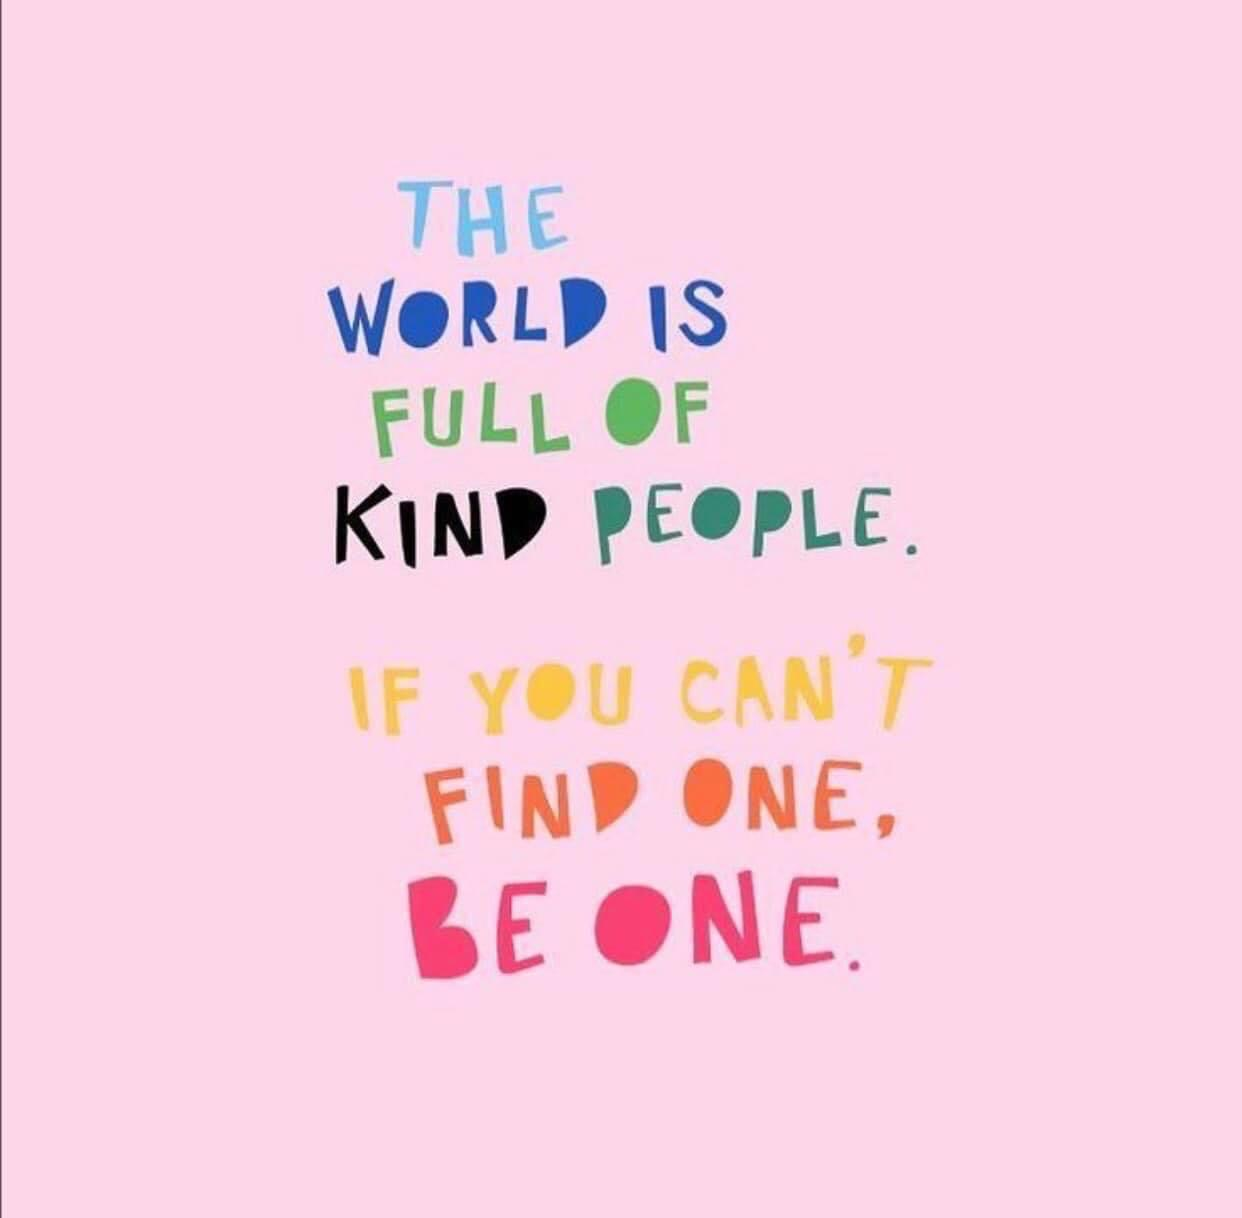 THE
WORLD IS
FULL OF
KIND PEOPLE.
IF YOU CAN'T
FIND ONE,
BE ONE.